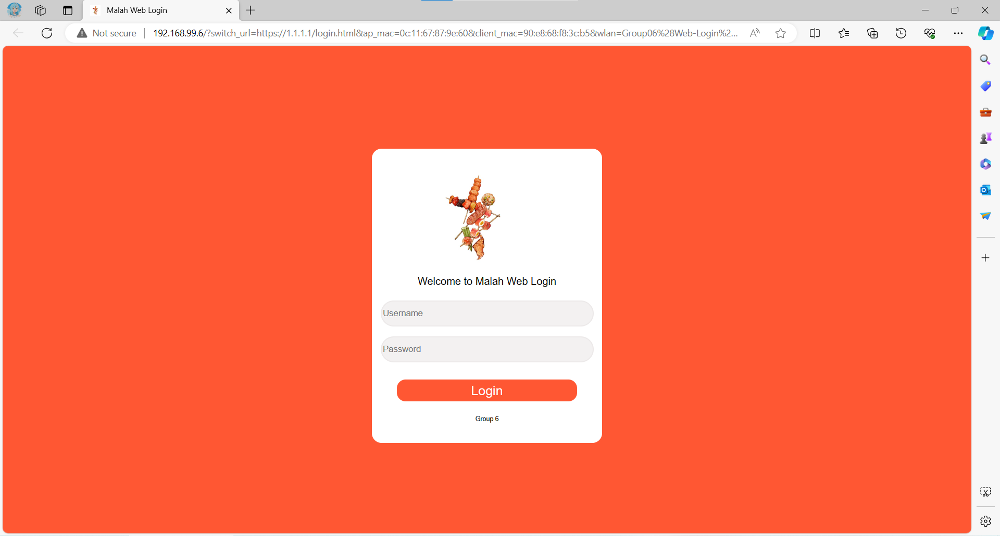 Malah Web Login
Not secure
192.168.99.6/?switch_url=https://1.1.1.1/login.html&ap_mac=0c:11:67:87:9e:60&client_mac=90:e8:68:f8:3c:b5&wlan=Group06%28Web-Login%2...
Welcome to Malah Web Login
Username
Password
Login
Group 6